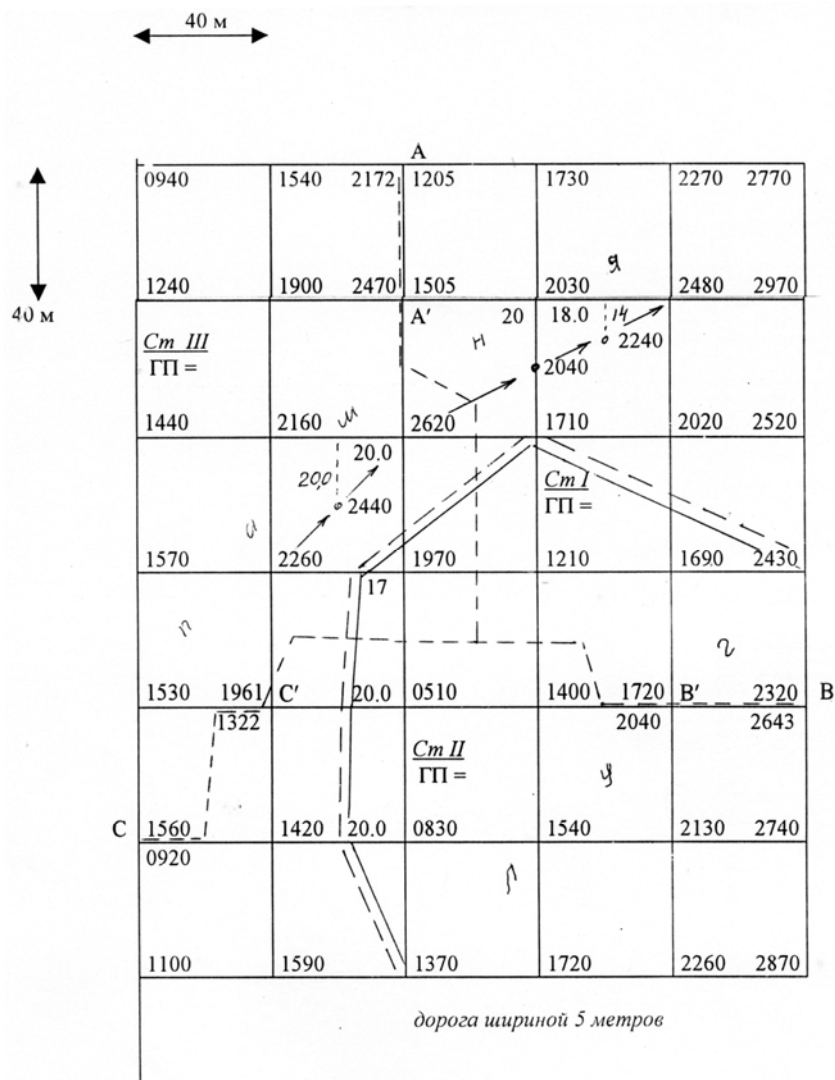 40 м
A
0940 1540 2172 1205 1730 2270 2770
я
1240 1900 2470 1505 2030 2480 2970
40 м
A' 20 18.0 14
Ст III
н
2240
ГП =
2040
1440 2160 2620 1710 2020 2520
м
20.0
Ст I
20,0
ГП =
2440
и
1570 2260 1970 1210 1690 2430
17
п
г
1530 1961 C' 20.0 0510 1400 1720 B' 2320 B
1322 2040 2643
Ст II
ГП =
у
C 1560 1420 20.0 0830 1540 2130 2740
0920
л
1100 1590 1370 1720 2260 2870
дорога шириной 5 метров